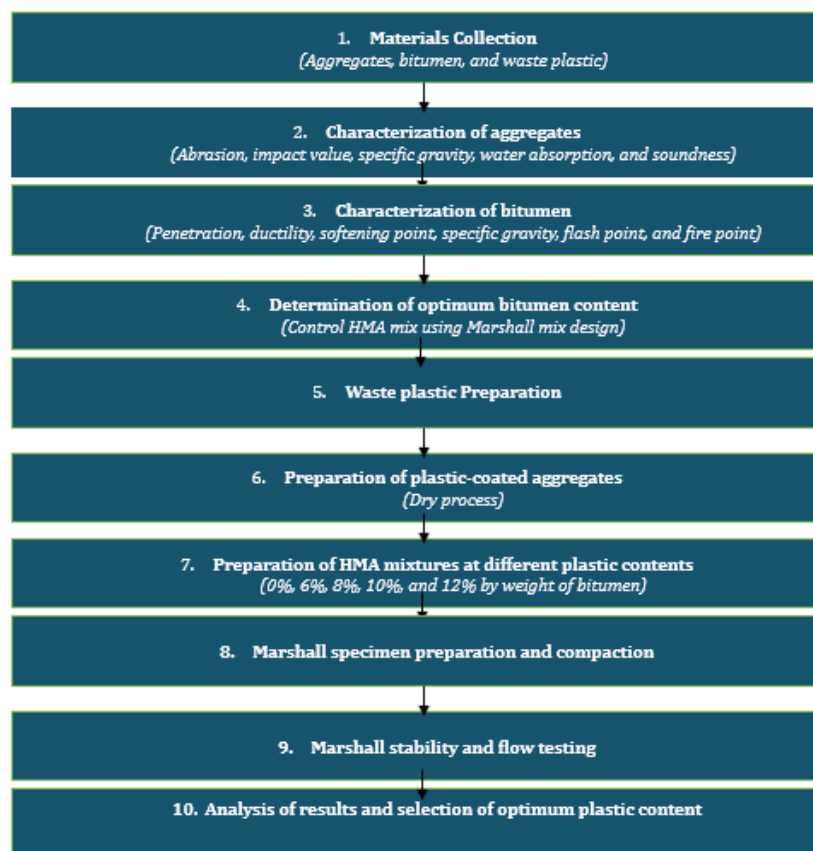 1. Materials Collection
(Aggregates, bitumen, and waste plastic)
2. Characterization of aggregates
(Abrasion, impact value, specific gravity, water absorption, and soundness)
3. Characterization of bitumen
(Penetration, ductility, softening point, specific gravity, flash point, and fire point)
4. Determination of optimum bitumen content
(Control HMA mix using Marshall mix design)
5. Waste plastic Preparation
6. Preparation of plastic-coated aggregates
(Dry process)
7. Preparation of HMA mixtures at different plastic contents
(0%, 6%, 8%, 10%, and 12% by weight of bitumen)
8. Marshall specimen preparation and compaction
9. Marshall stability and flow testing
10. Analysis of results and selection of optimum plastic content